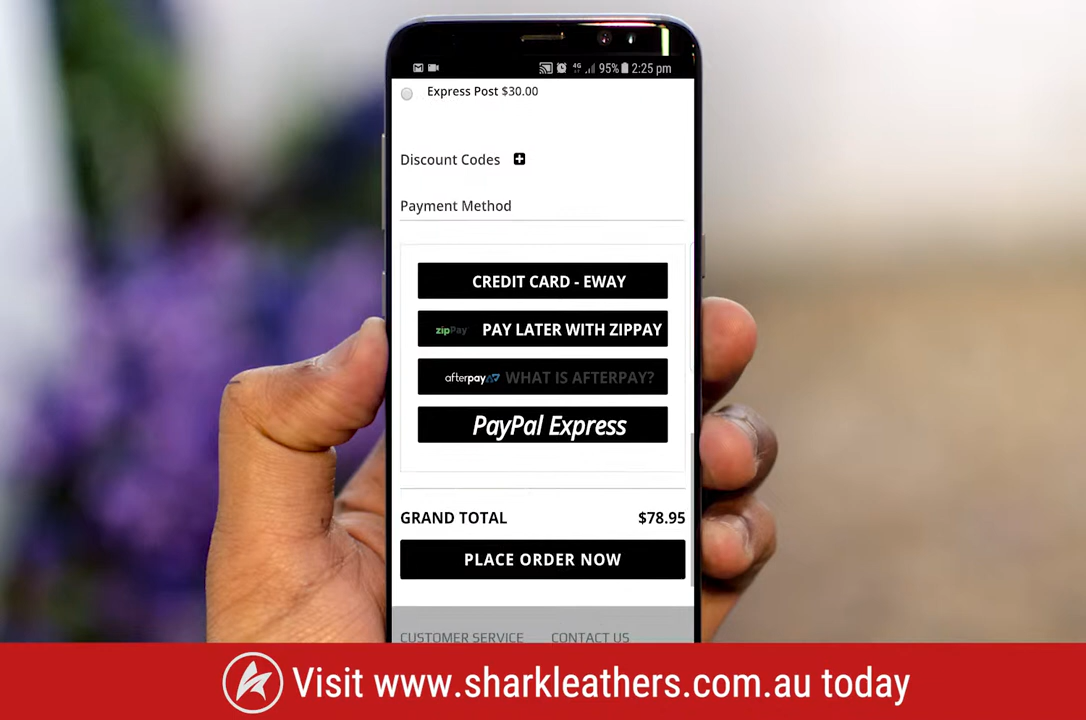 4G 95% 2:25 pm
Express Post $30.00
Discount Codes
Payment Method
CREDIT CARD - EWAY
zipPay PAY LATER WITH ZIPPAY
afterpay WHAT IS AFTERPAY?
PayPal Express
GRAND TOTAL $78.95
PLACE ORDER NOW
CUSTOMER SERVICE CONTACT US
Visit www.sharkleathers.com.au today